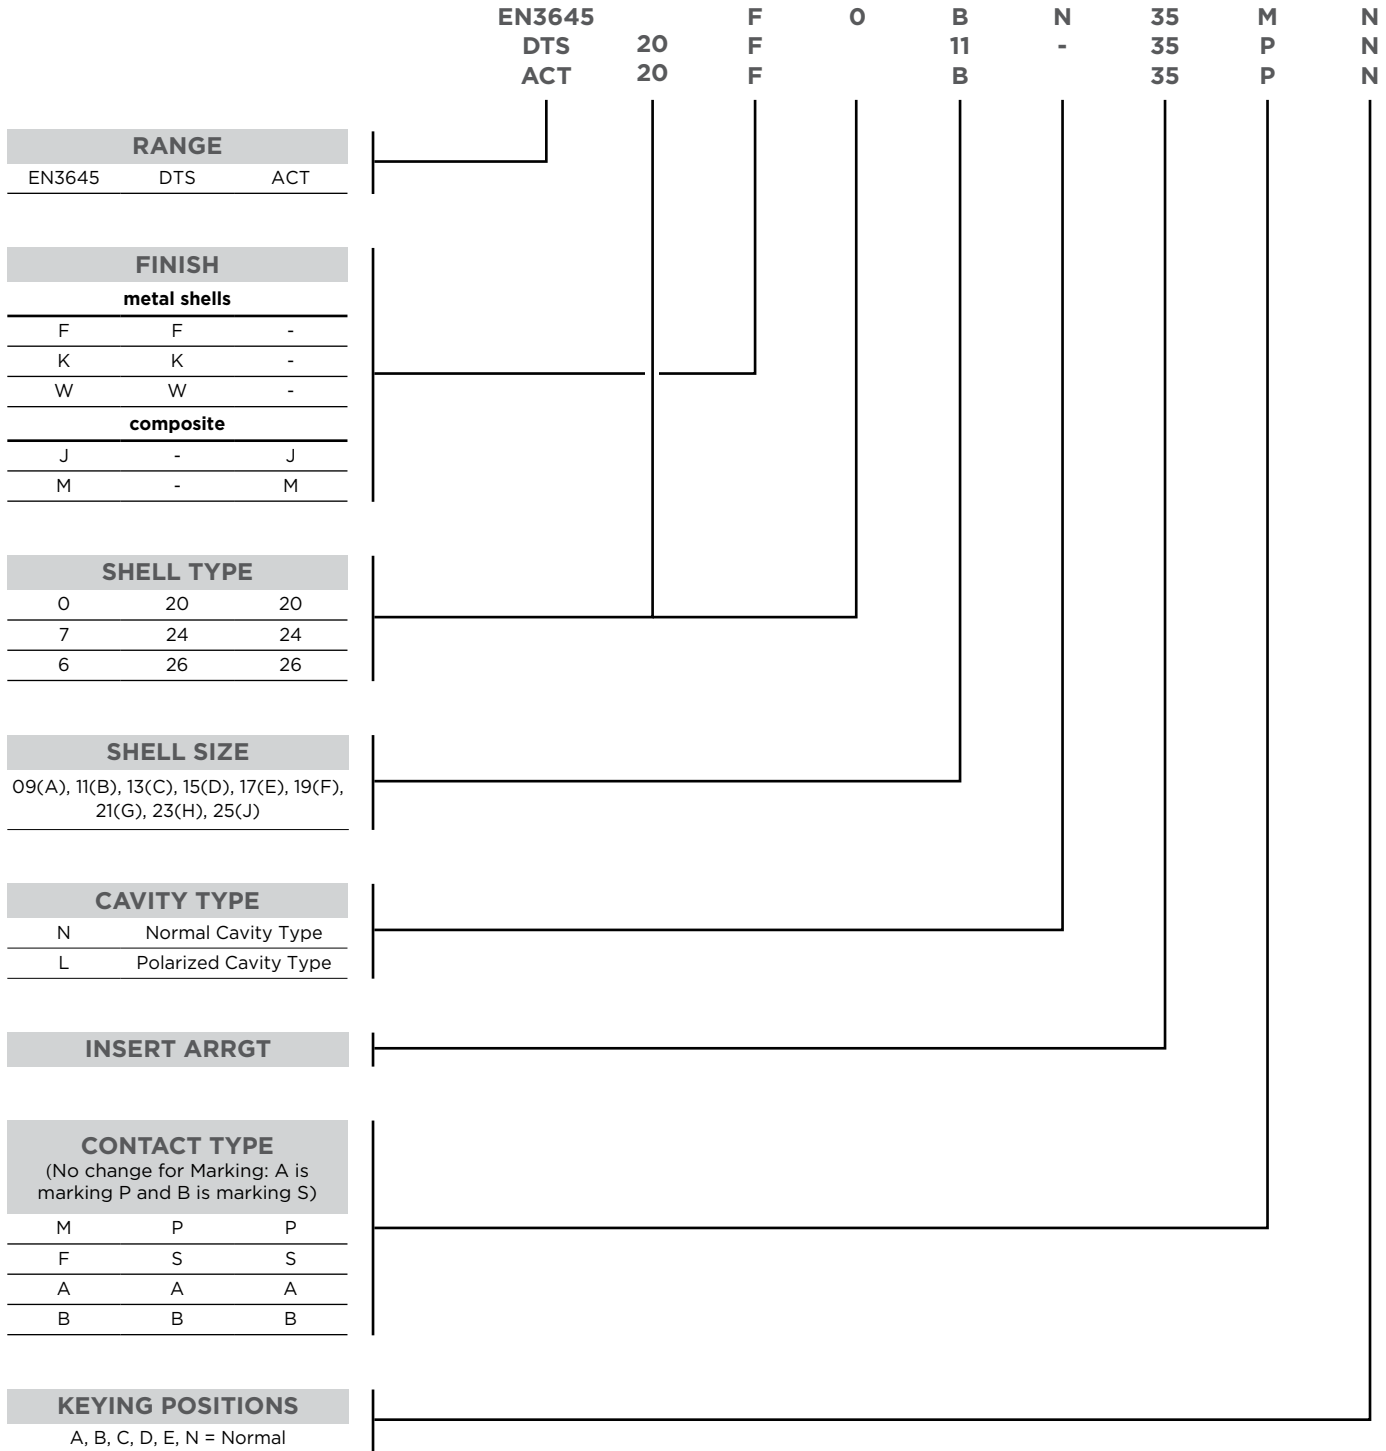 EN3645 F 0 B N 35 M N
DTS 20 F 11 - 35 P N
ACT 20 F B 35 P N
RANGE
EN3645 DTS ACT
FINISH
metal shells
F F -
K K -
W W -
composite
J - J
M - M
SHELL TYPE
0 20 20
7 24 24
6 26 26
SHELL SIZE
09(A), 11(B), 13(C), 15(D), 17(E), 19(F),
21(G), 23(H), 25(J)
CAVITY TYPE
N Normal Cavity Type
L Polarized Cavity Type
INSERT ARRGT
CONTACT TYPE
(No change for Marking: A is
marking P and B is marking S)
M P P
F S S
A A A
B B B
KEYING POSITIONS
A, B, C, D, E, N = Normal